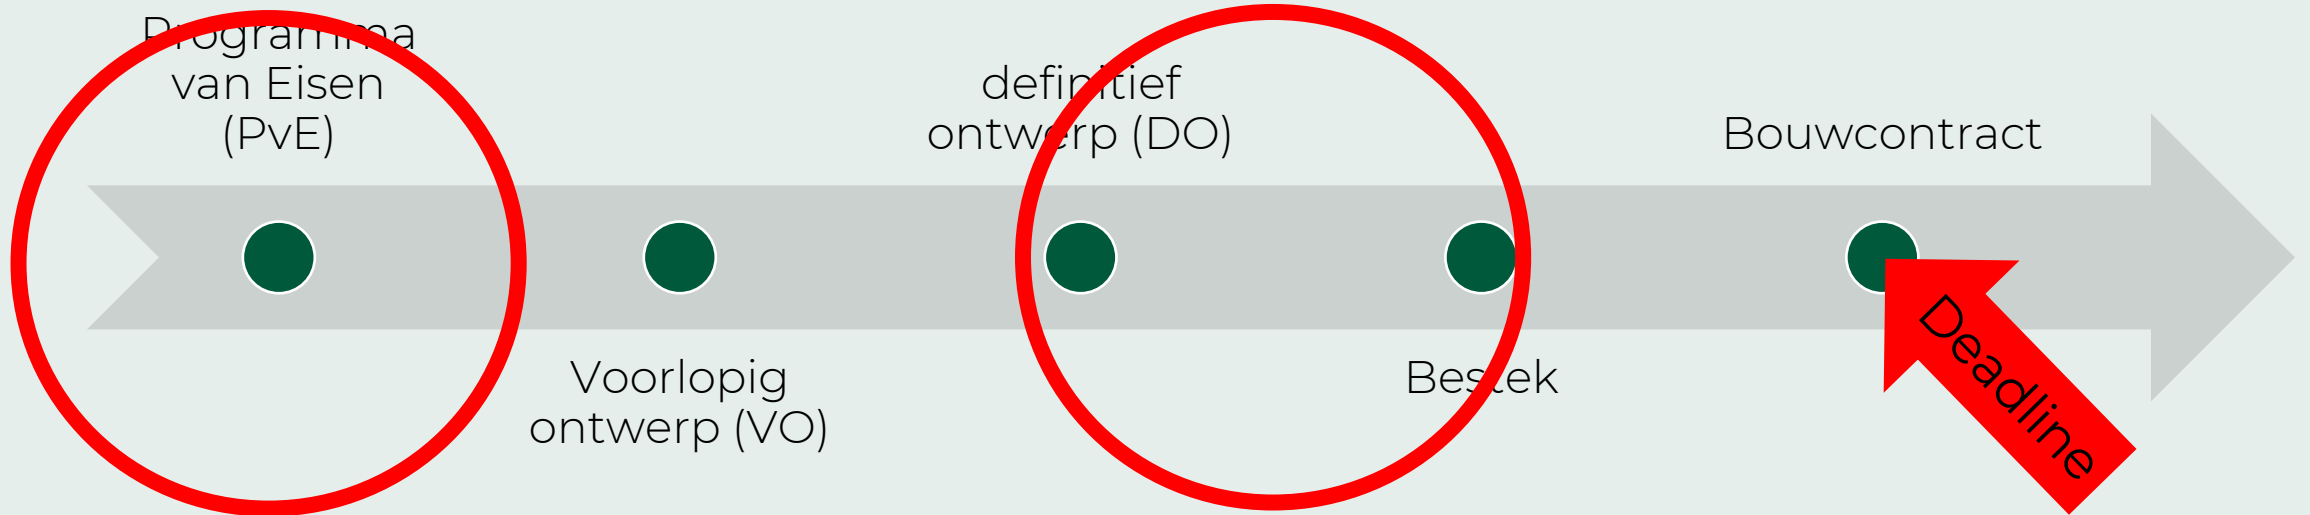 Programma
van Eisen
(PvE)
Voorlopig
ontwerp (VO)
definitief
ontwerp (DO)
Bestek
Bouwcontract
Deadline